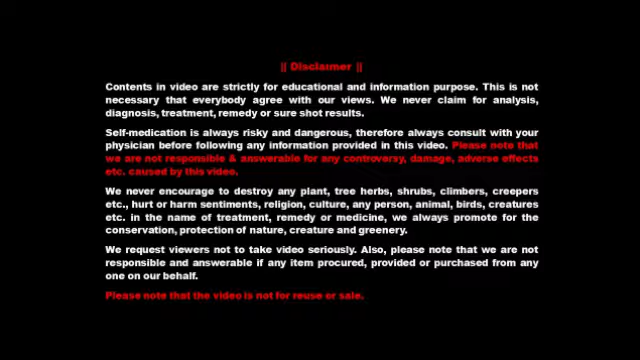 || Disclaimer ||
Contents in video are strictly for educational and information purpose. This is not
necessary that everybody agree with our views. We never claim for analysis,
diagnosis, treatment, remedy or sure shot results.
Self-medication is always risky and dangerous, therefore always consult with your
physician before following any information provided in this video. Please note that
we are not responsible & answerable for any controversy, damage, adverse effects
etc. caused by this video.
We never encourage to destroy any plant, tree herbs, shrubs, climbers, creepers
etc., hurt or harm sentiments, religion, culture, any person, animal, birds, creatures
etc. in the name of treatment, remedy or medicine, we always promote for the
conservation, protection of nature, creature and greenery.
We request viewers not to take video seriously. Also, please note that we are not
responsible and answerable if any item procured, provided or purchased from any
one on our behalf.
Please note that the video is not for reuse or sale.